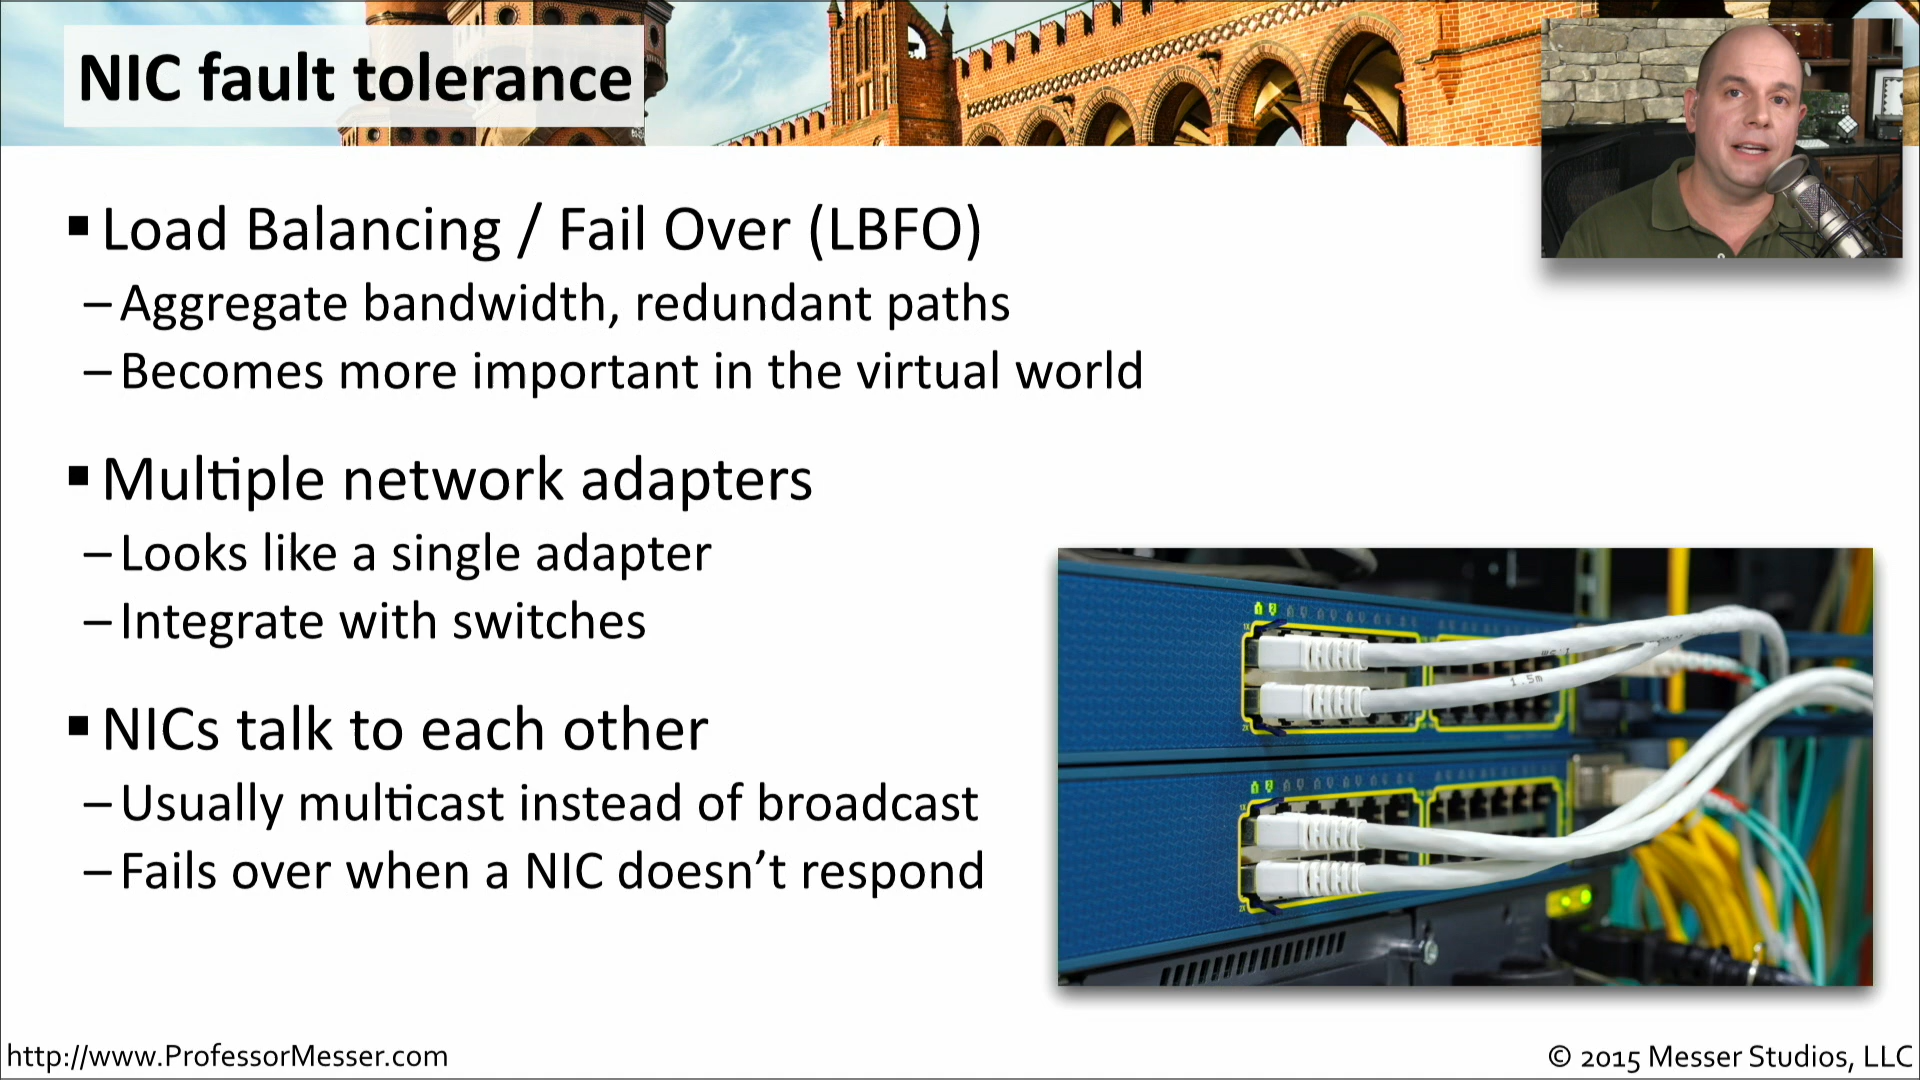 NIC fault tolerance
▪ Load Balancing / Fail Over (LBFO)
– Aggregate bandwidth, redundant paths
– Becomes more important in the virtual world
▪ Multiple network adapters
– Looks like a single adapter
– Integrate with switches
▪ NICs talk to each other
– Usually multicast instead of broadcast
– Fails over when a NIC doesn’t respond
1.5m
http://www.ProfessorMesser.com
© 2015 Messer Studios, LLC